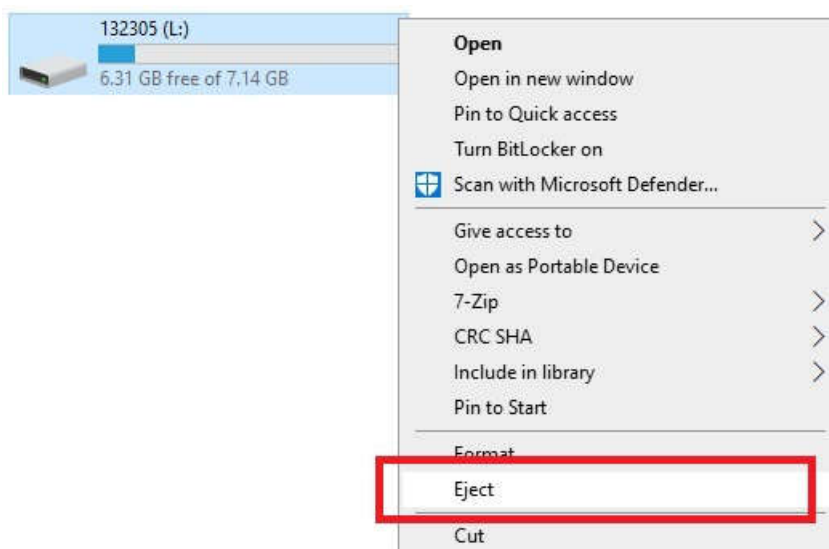 132305 (L:)
6.31 GB free of 7.14 GB
Open
Open in new window
Pin to Quick access
Turn BitLocker on
Scan with Microsoft Defender...
Give access to
Open as Portable Device
7-Zip
CRC SHA
Include in library
Pin to Start
Format
Eject
Cut